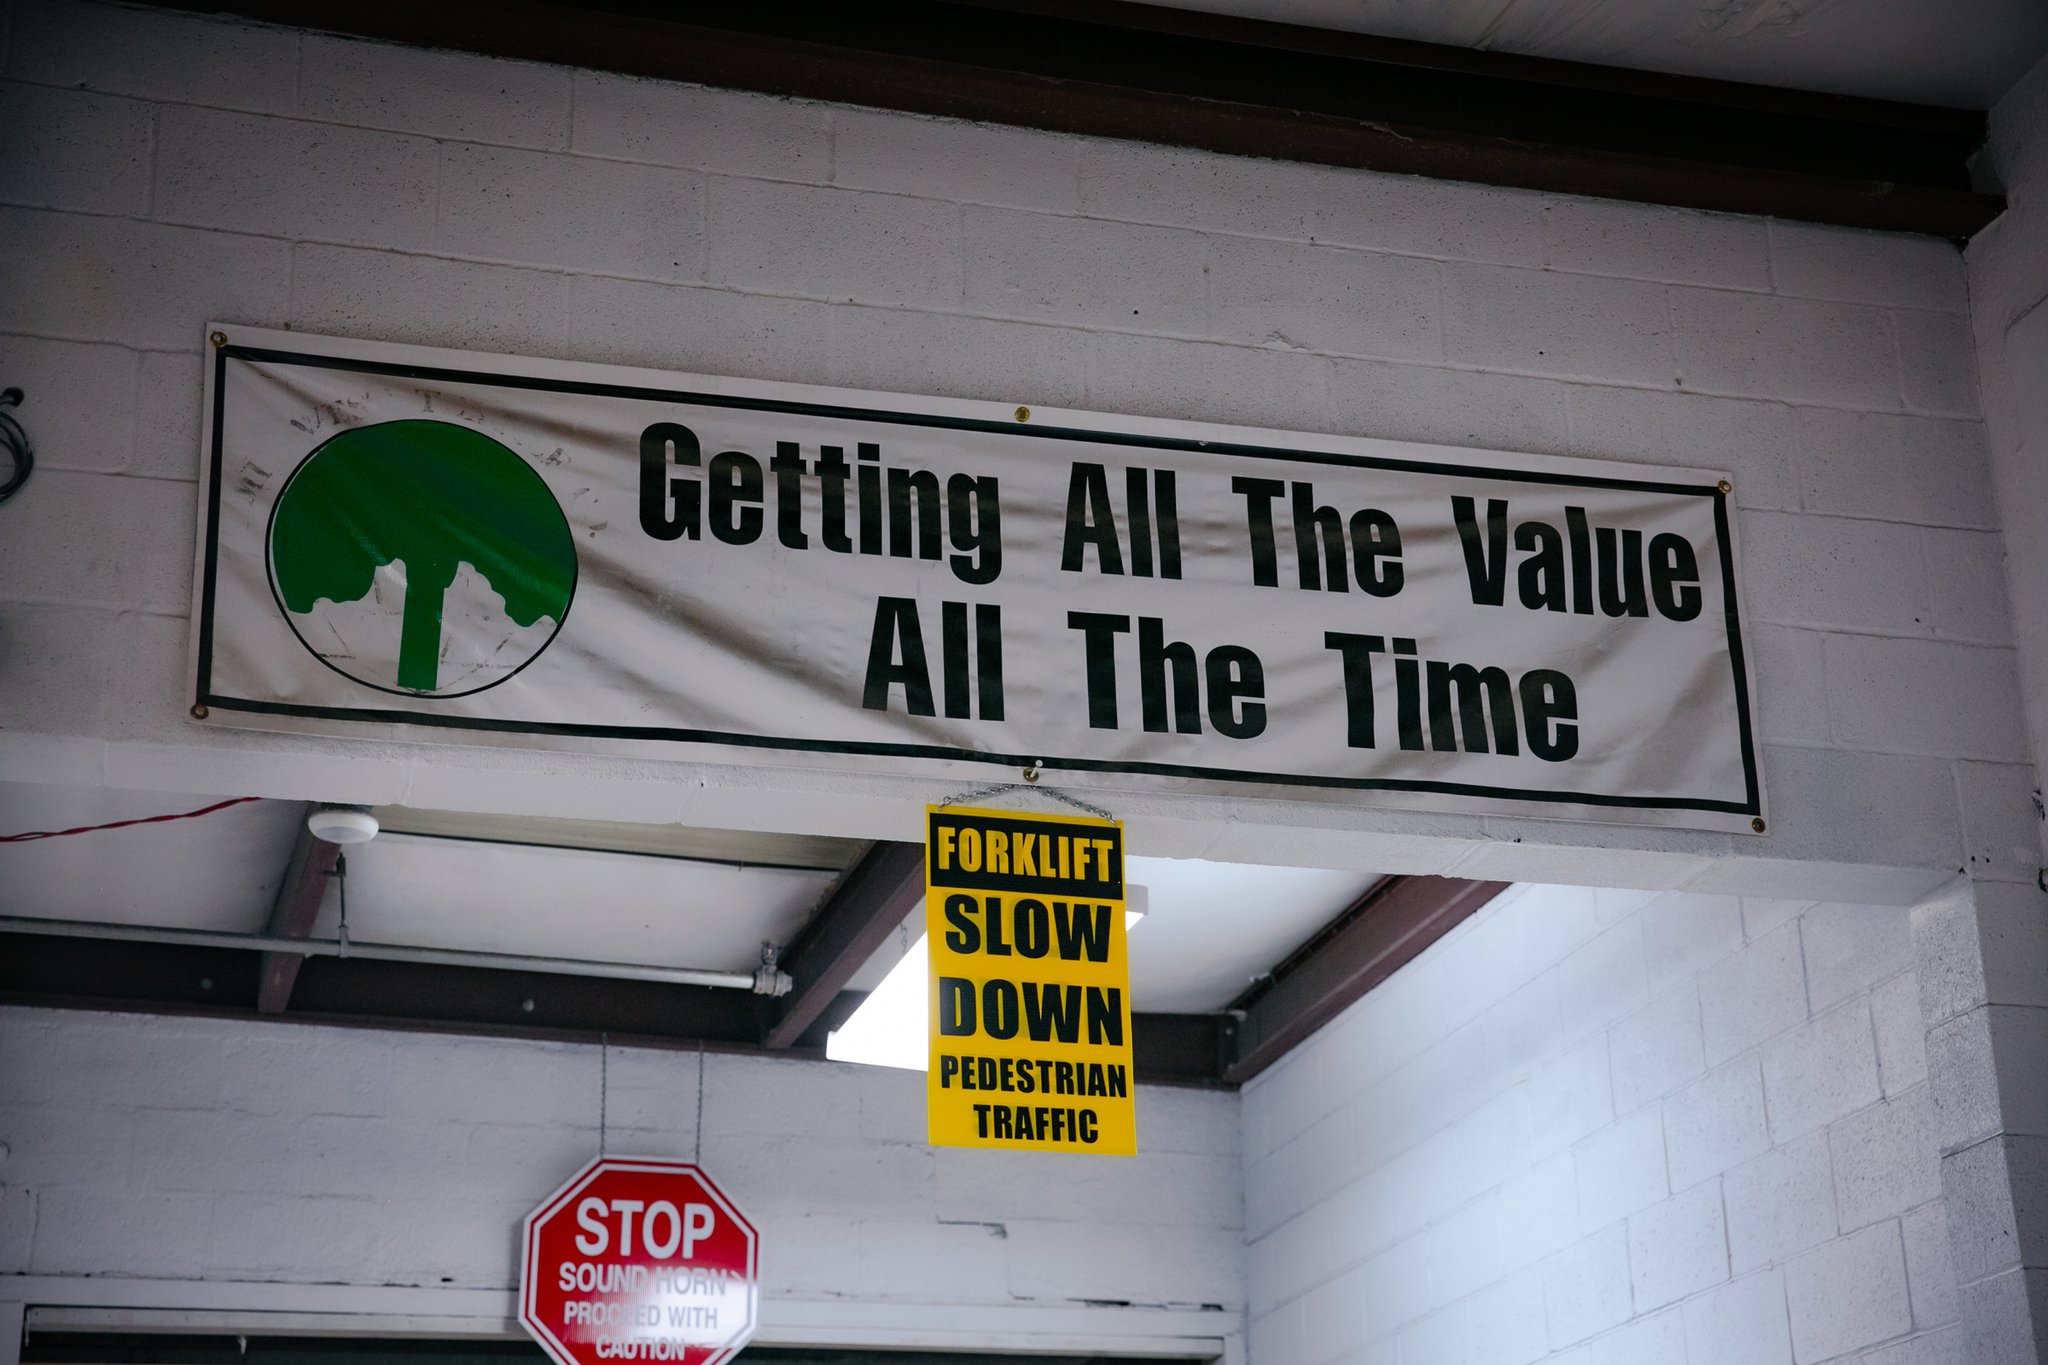 Getting All The Value
All The Time
FORKLIFT
SLOW
DOWN
PEDESTRIAN
TRAFFIC
STOP
SOUND HORN
PROCEED WITH
CAUTION